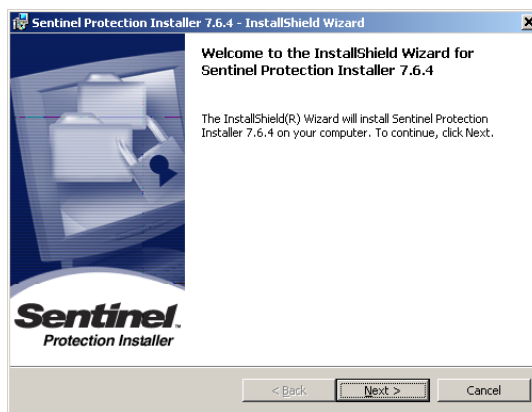 Sentinel Protection Installer 7.6.4 - InstallShield Wizard
Welcome to the InstallShield Wizard for
Sentinel Protection Installer 7.6.4
The InstallShield(R) Wizard will install Sentinel Protection
Installer 7.6.4 on your computer. To continue, click Next.
Sentinel™
Protection Installer
< Back
Next >
Cancel